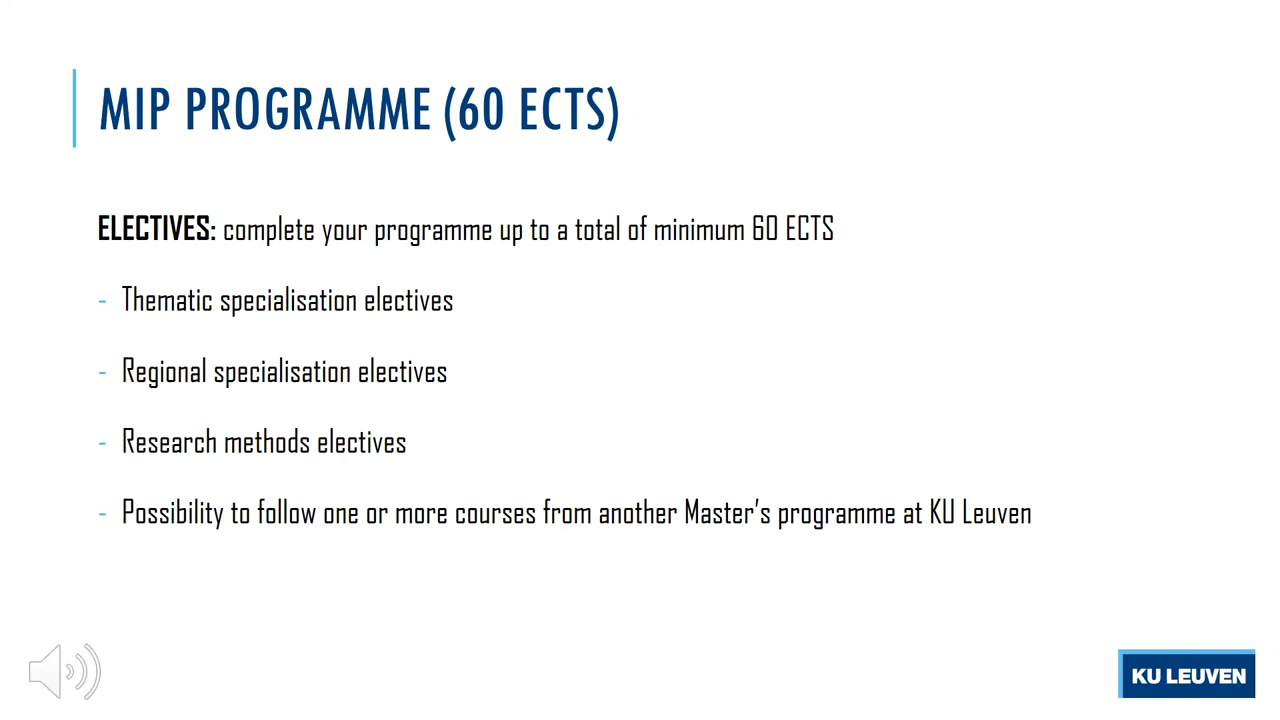 MIP PROGRAMME (60 ECTS)
ELECTIVES: complete your programme up to a total of minimum 60 ECTS
- Thematic specialisation electives
- Regional specialisation electives
- Research methods electives
- Possibility to follow one or more courses from another Master's programme at KU Leuven
KU LEUVEN